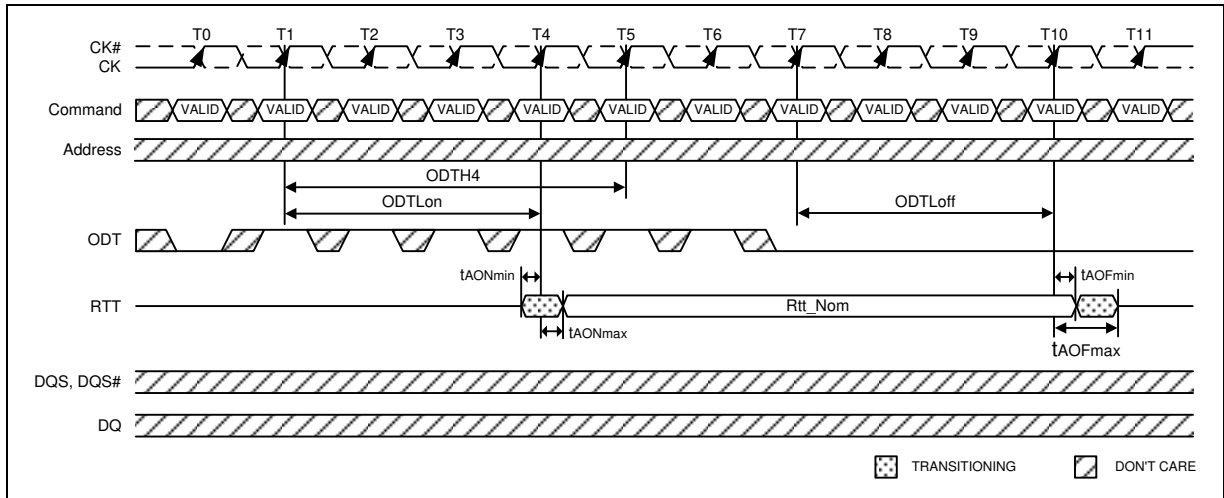 T0 T1 T2 T3 T4 T5 T6 T7 T8 T9 T10 T11
CK#
CK
Command VALID VALID VALID VALID VALID VALID VALID VALID VALID VALID VALID VALID
Address
ODTH4
ODTLon ODTLoff
ODT
tAONmin tAOFmin
RTT Rtt_Nom
tAONmax
tAOFmax
DQS, DQS#
DQ
TRANSITIONING DON'T CARE